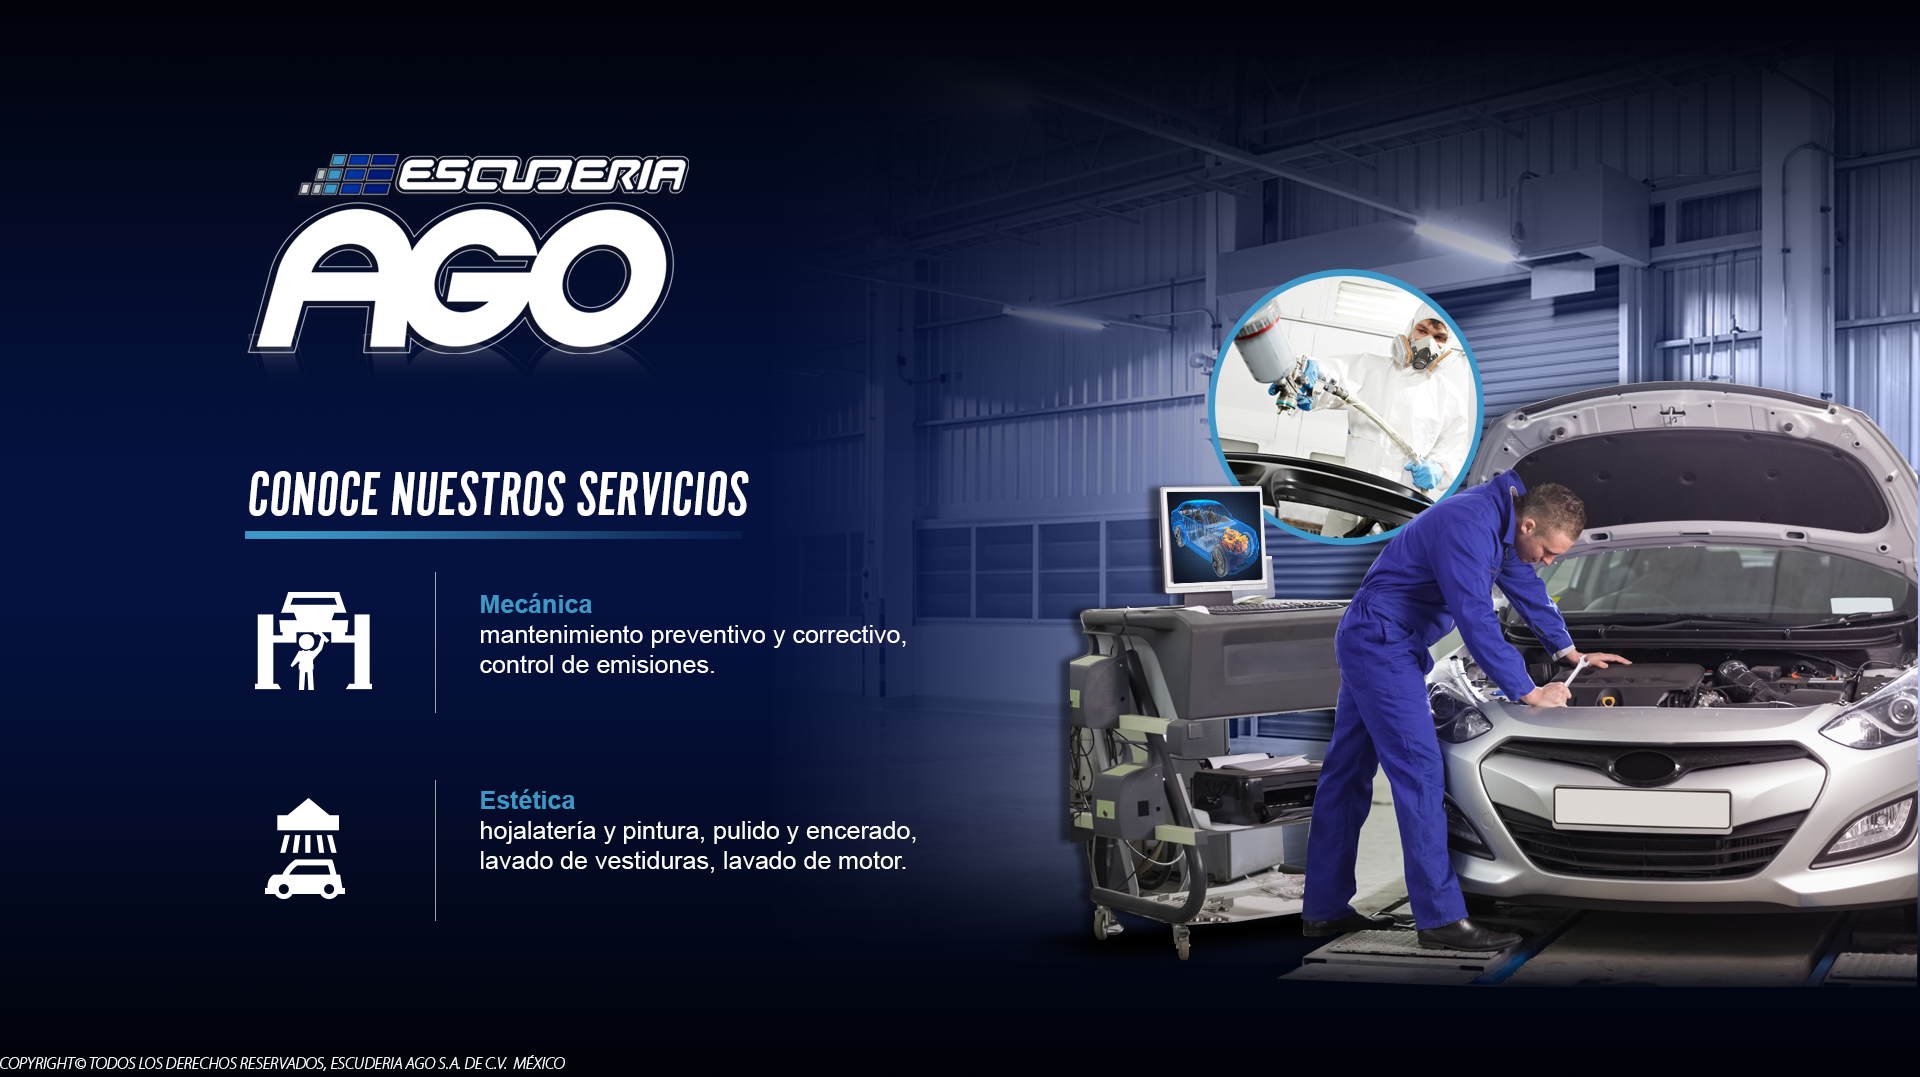 ESCUDERIA
AGO
CONOCE NUESTROS SERVICIOS
Mecánica
mantenimiento preventivo y correctivo,
control de emisiones.
Estética
hojalatería y pintura, pulido y encerado,
lavado de vestiduras, lavado de motor.
COPYRIGHT© TODOS LOS DERECHOS RESERVADOS, ESCUDERIA AGO S.A. DE C.V. MÉXICO